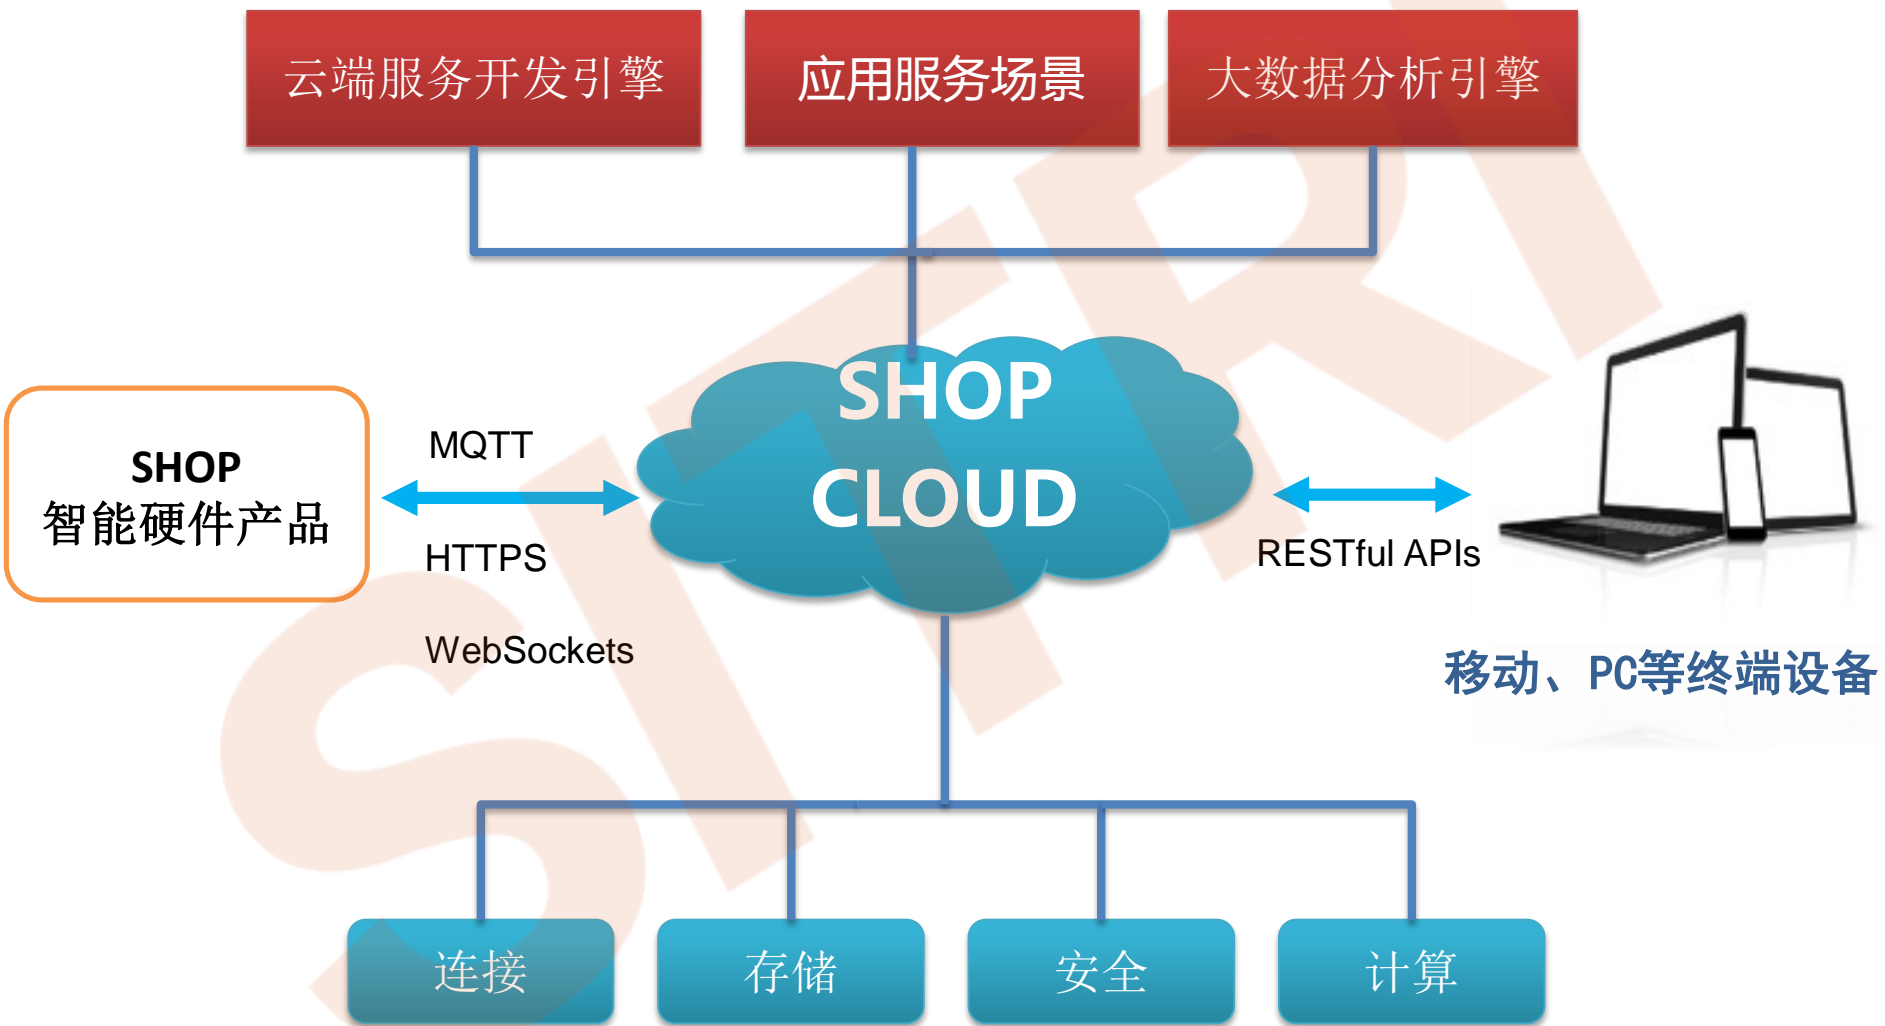 云端服务开发引擎
应用服务场景
大数据分析引擎
SHOP
CLOUD
SHOP
智能硬件产品
MQTT
HTTPS
WebSockets
RESTful APIs
移动、PC等终端设备
连接
存储
安全
计算
SITRI